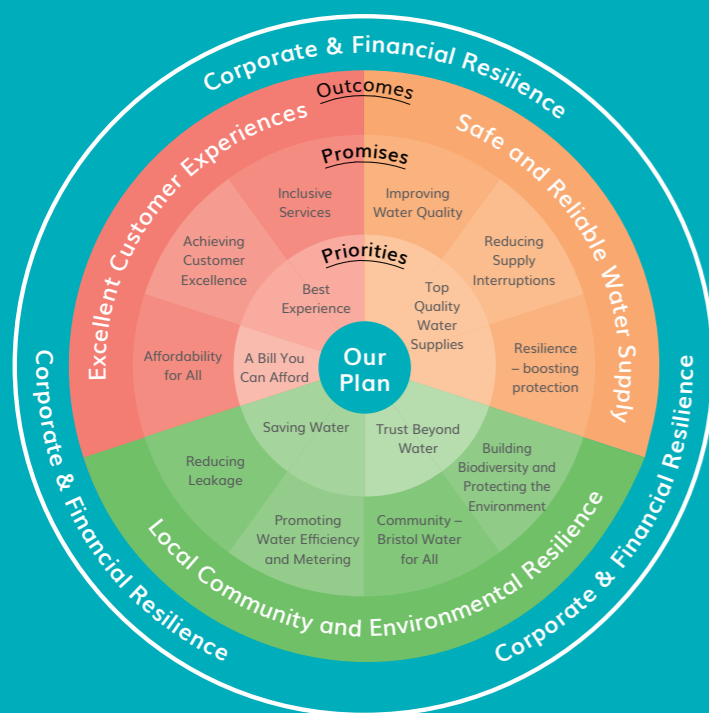 Corporate & Financial Resilience
Outcomes
Excellent Customer Experiences
Safe and Reliable Water Supply
Promises
Inclusive
Services
Improving
Water Quality
Achieving
Customer
Excellence
Reducing
Supply
Interruptions
Priorities
Best
Experience
Top
Quality
Water
Supplies
Affordability
for All
A Bill You
Can Afford
Our
Plan
Resilience
– boosting
protection
Saving Water
Trust Beyond
Water
Reducing
Leakage
Building
Biodiversity and
Protecting the
Environment
Promoting
Water Efficiency
and Metering
Community –
Bristol Water
for All
Local Community and Environmental Resilience
Corporate & Financial Resilience
Corporate & Financial Resilience